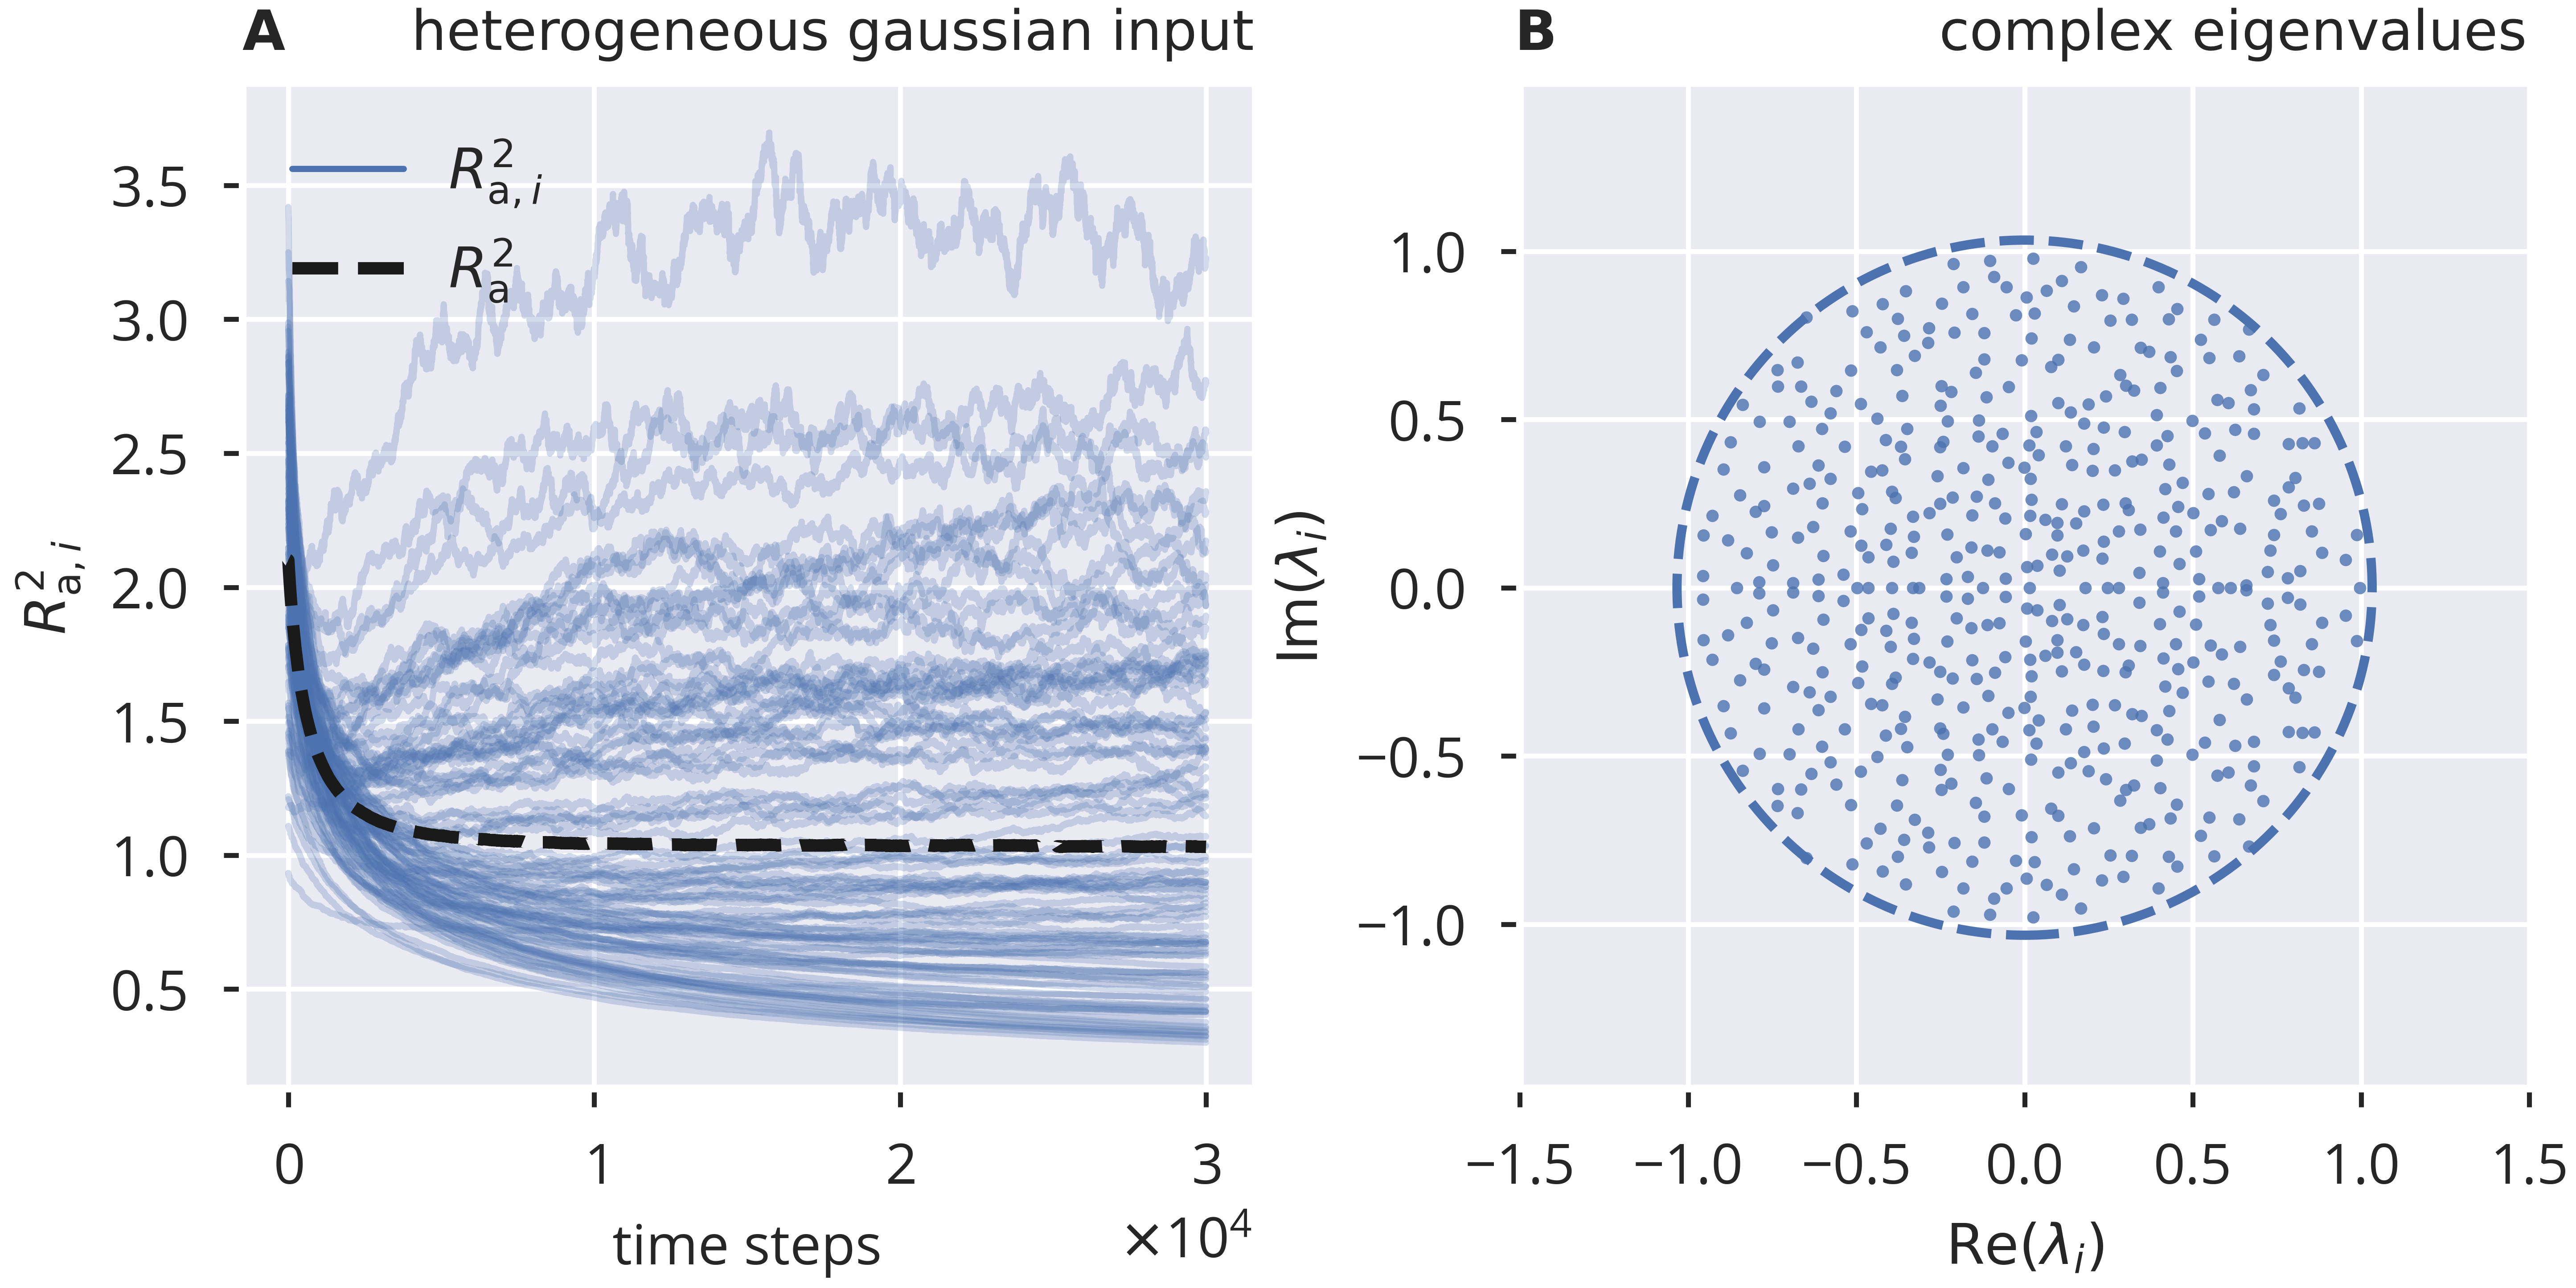 A heterogeneous gaussian input
R²ₐ,ᵢ
R²ₐ
3.5
3.0
2.5
2.0
1.5
1.0
0.5
R²ₐ,ᵢ
0 1 2 3
time steps ×10⁴
B complex eigenvalues
1.0
0.5
0.0
−0.5
−1.0
Im(λᵢ)
−1.5 −1.0 −0.5 0.0 0.5 1.0 1.5
Re(λᵢ)